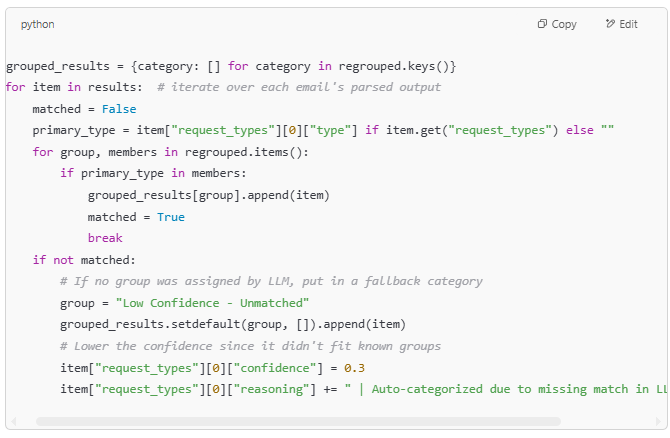 python
Copy
Edit
grouped_results = {category: [] for category in regrouped.keys()}
for item in results:  # iterate over each email's parsed output
    matched = False
    primary_type = item["request_types"][0]["type"] if item.get("request_types") else ""
    for group, members in regrouped.items():
        if primary_type in members:
            grouped_results[group].append(item)
            matched = True
            break
    if not matched:
        # If no group was assigned by LLM, put in a fallback category
        group = "Low Confidence - Unmatched"
        grouped_results.setdefault(group, []).append(item)
        # Lower the confidence since it didn't fit known groups
        item["request_types"][0]["confidence"] = 0.3
        item["request_types"][0]["reasoning"] += " | Auto-categorized due to missing match in